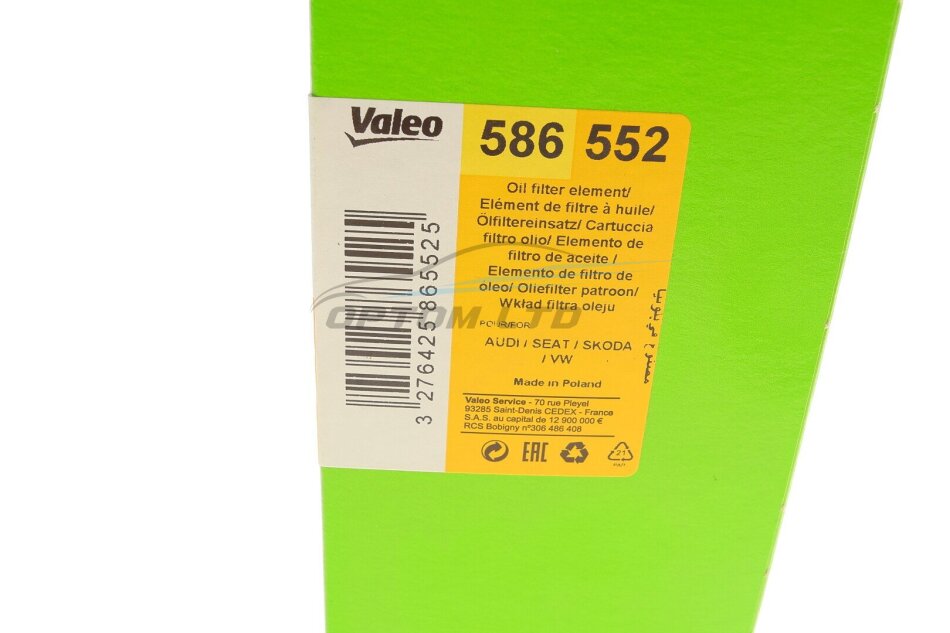 Valeo
586 552
Oil filter element/
Elément de filtre à huile/
Ölfiltereinsatz/ Cartuccia
filtro olio/ Elemento de
filtro de aceite /
Elemento de filtro de
óleo/ Oliefilter patroon/
Wkład filtra oleju
POUR/FOR
AUDI / SEAT / SKODA
/ VW
Made in Poland
Valeo Service - 70 rue Pleyel
93285 Saint-Denis CEDEX - France
S.A.S. au capital de 12 900 000 €
RCS Bobigny n°306 486 408
EAC
21
PAP
3 276425 865525
OPTOM LTD